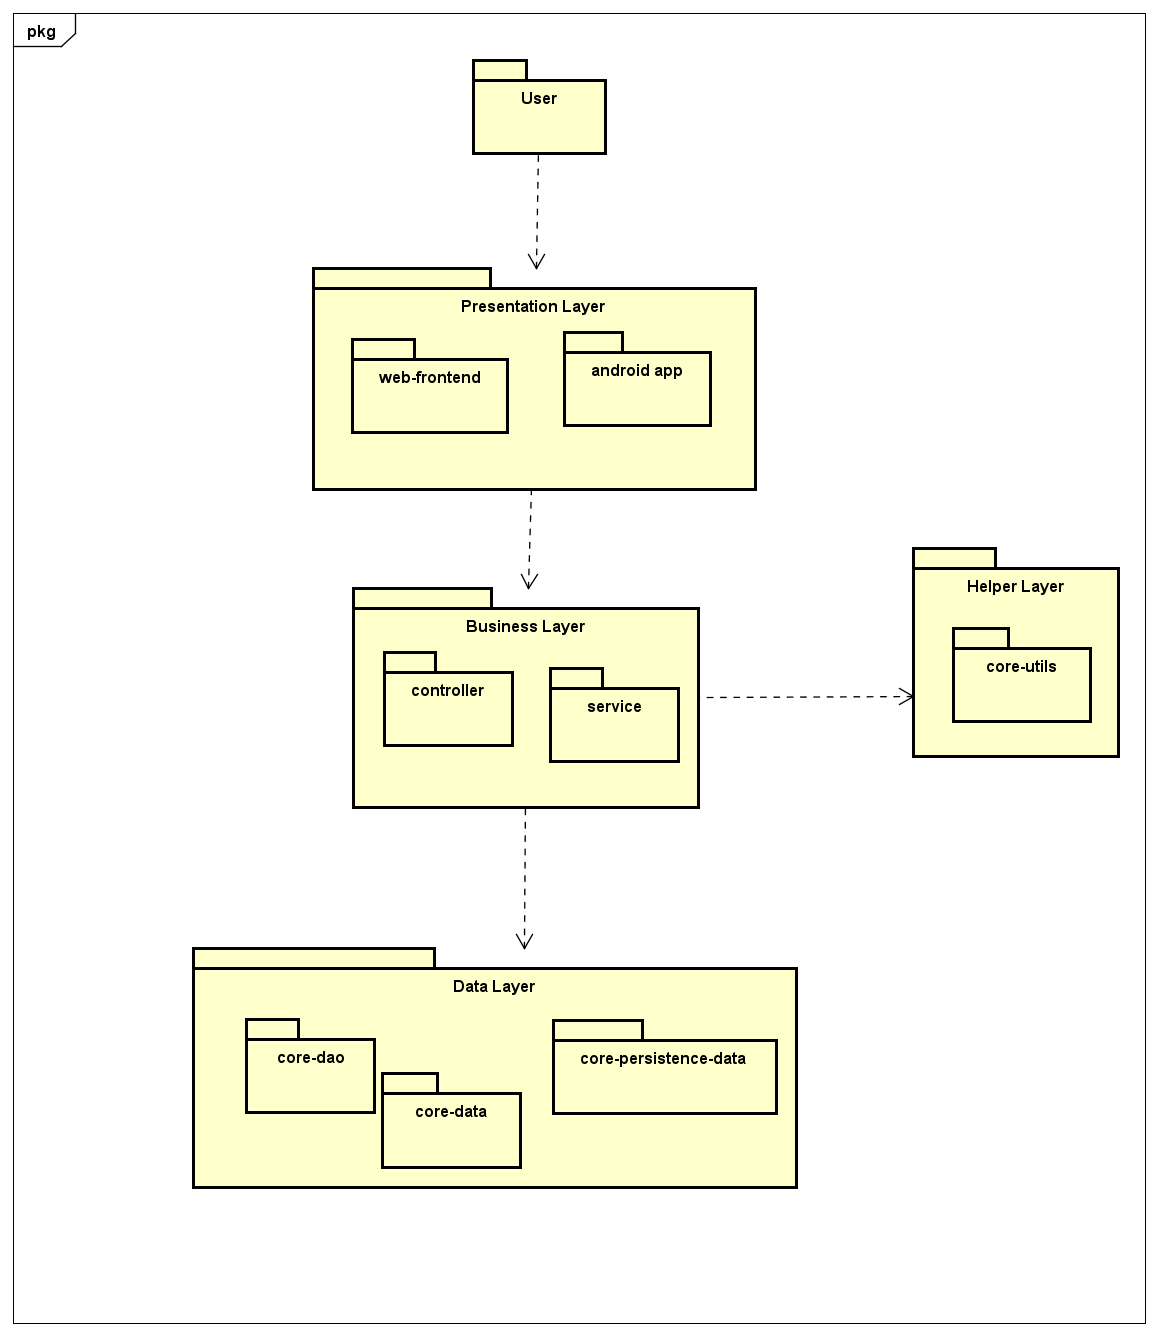 pkg
User
Presentation Layer
web-frontend
android app
Business Layer
controller
service
Helper Layer
core-utils
Data Layer
core-dao
core-data
core-persistence-data